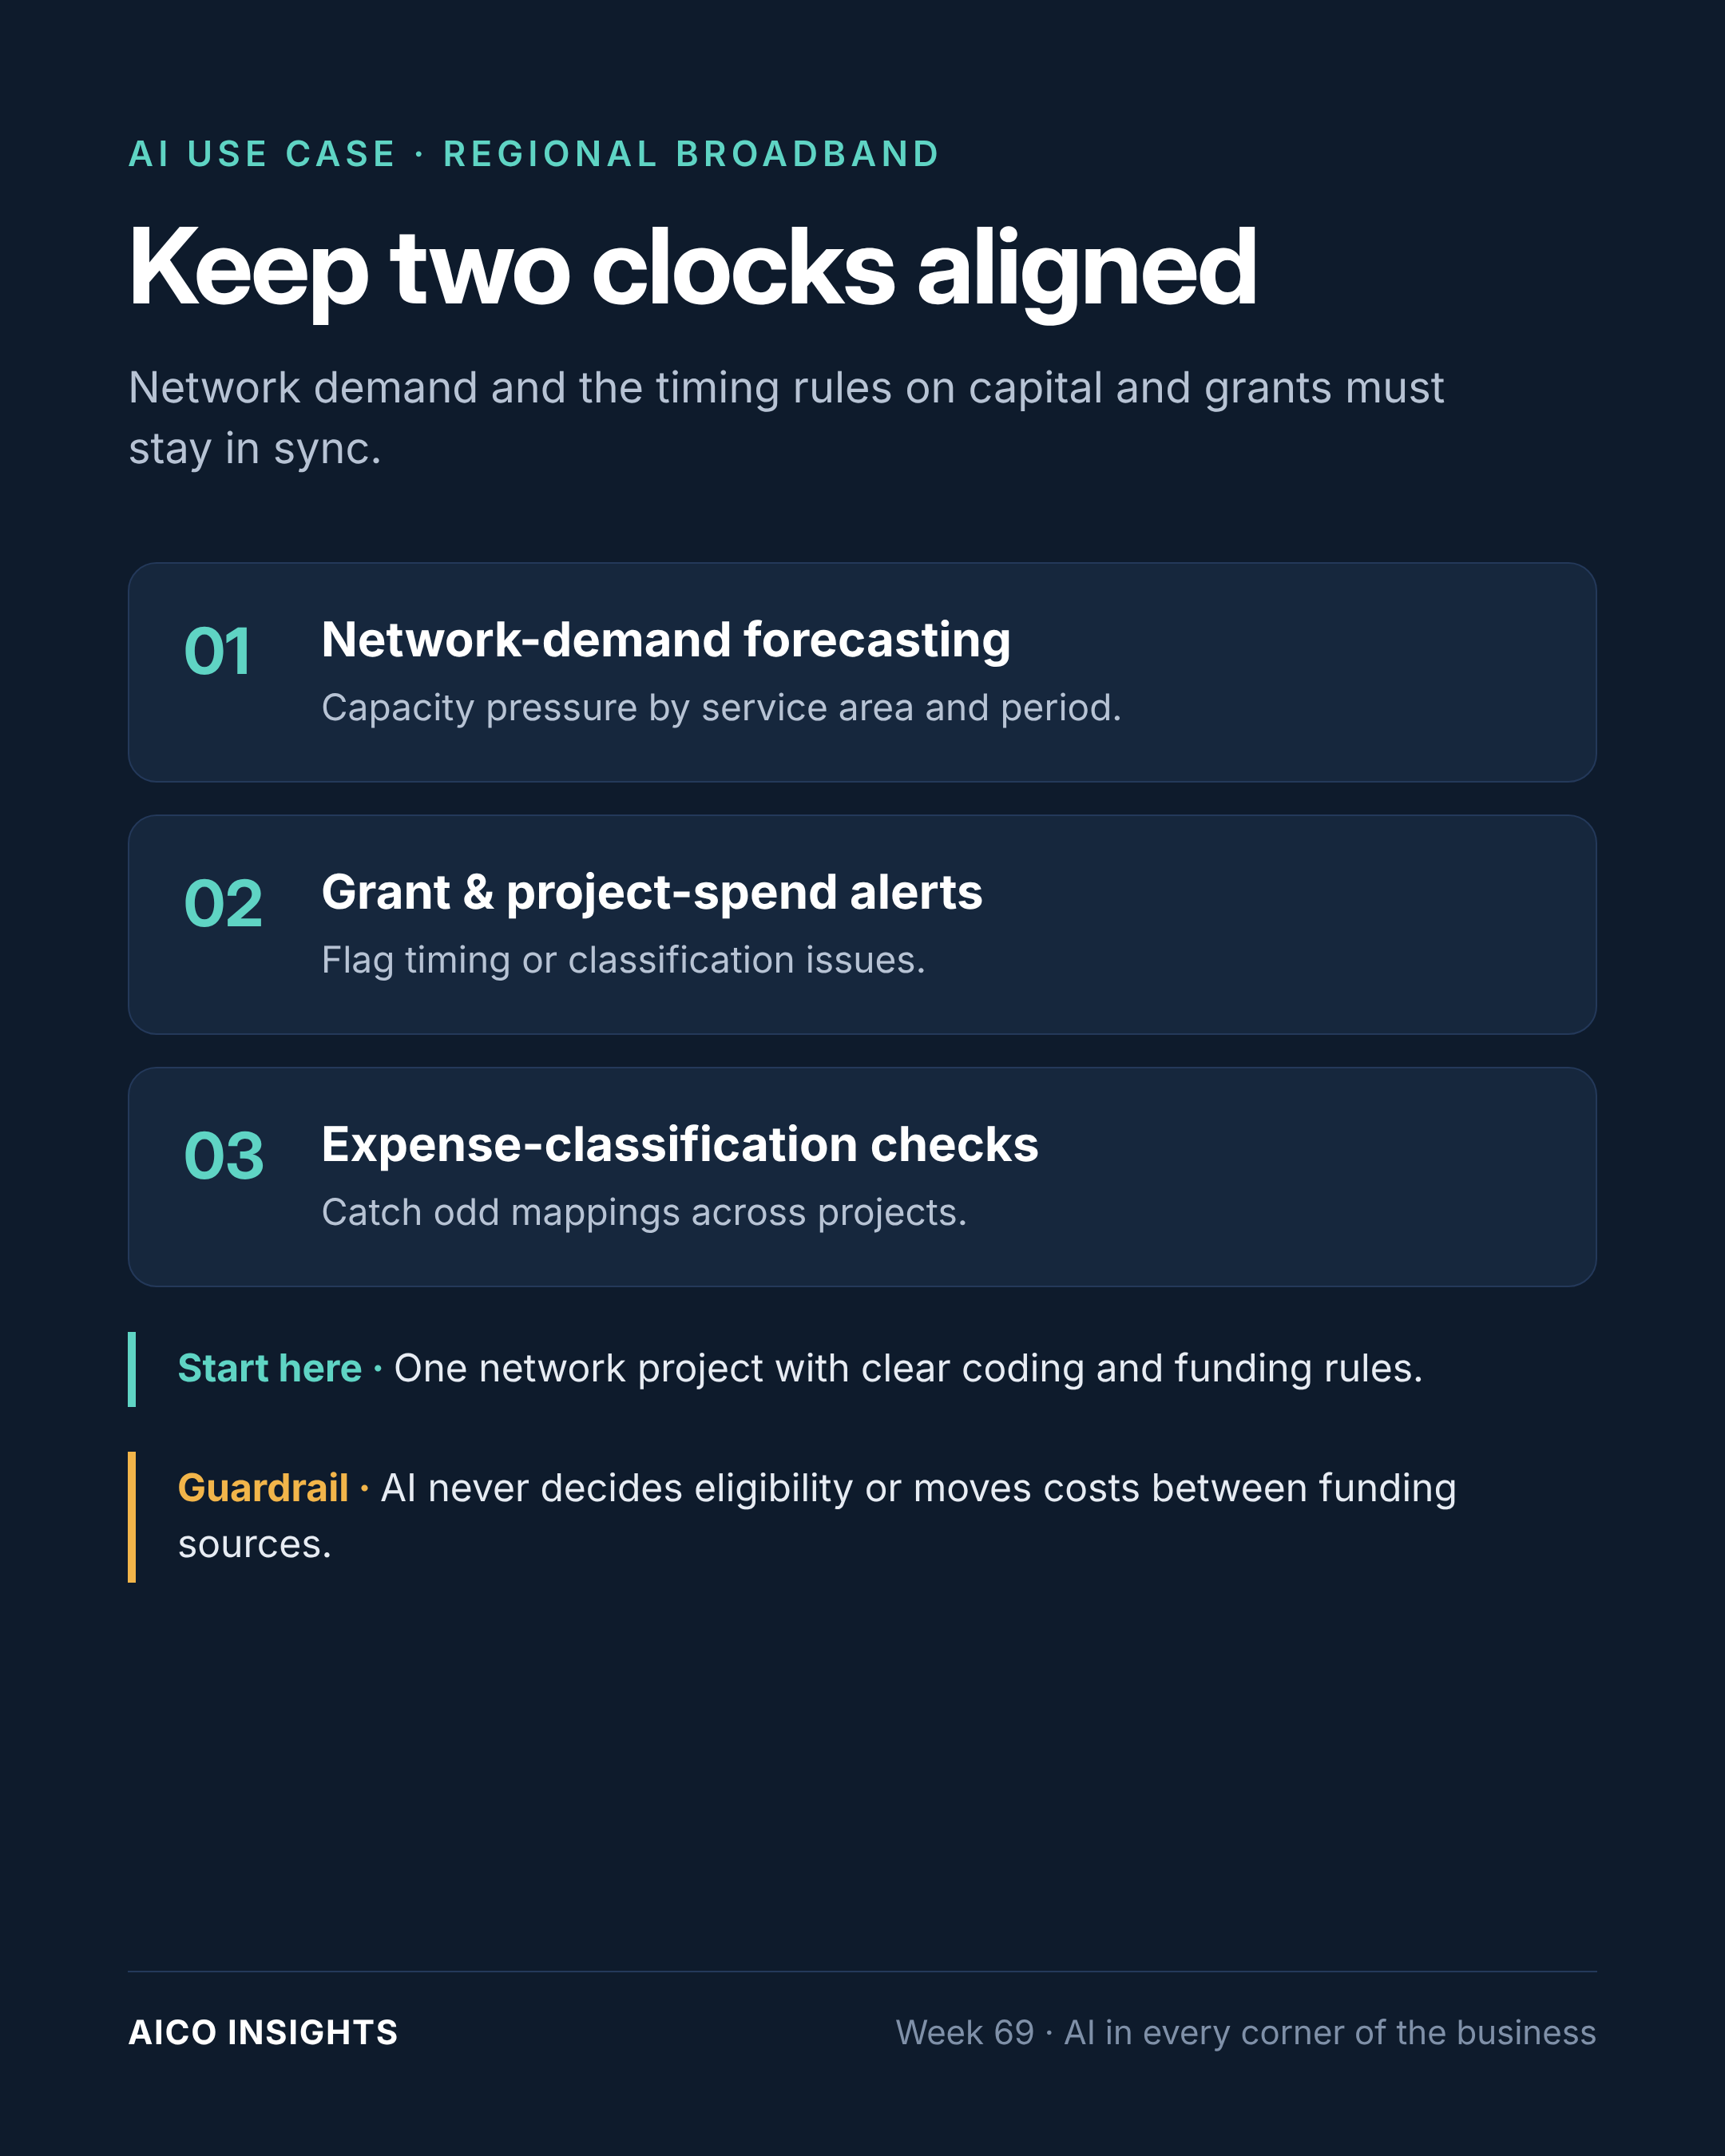 AI USE CASE · REGIONAL BROADBAND
Keep two clocks aligned
Network demand and the timing rules on capital and grants must
stay in sync.
01
Network-demand forecasting
Capacity pressure by service area and period.
02
Grant & project-spend alerts
Flag timing or classification issues.
03
Expense-classification checks
Catch odd mappings across projects.
Start here · One network project with clear coding and funding rules.
Guardrail · AI never decides eligibility or moves costs between funding
sources.
AICO INSIGHTS
Week 69 · AI in every corner of the business